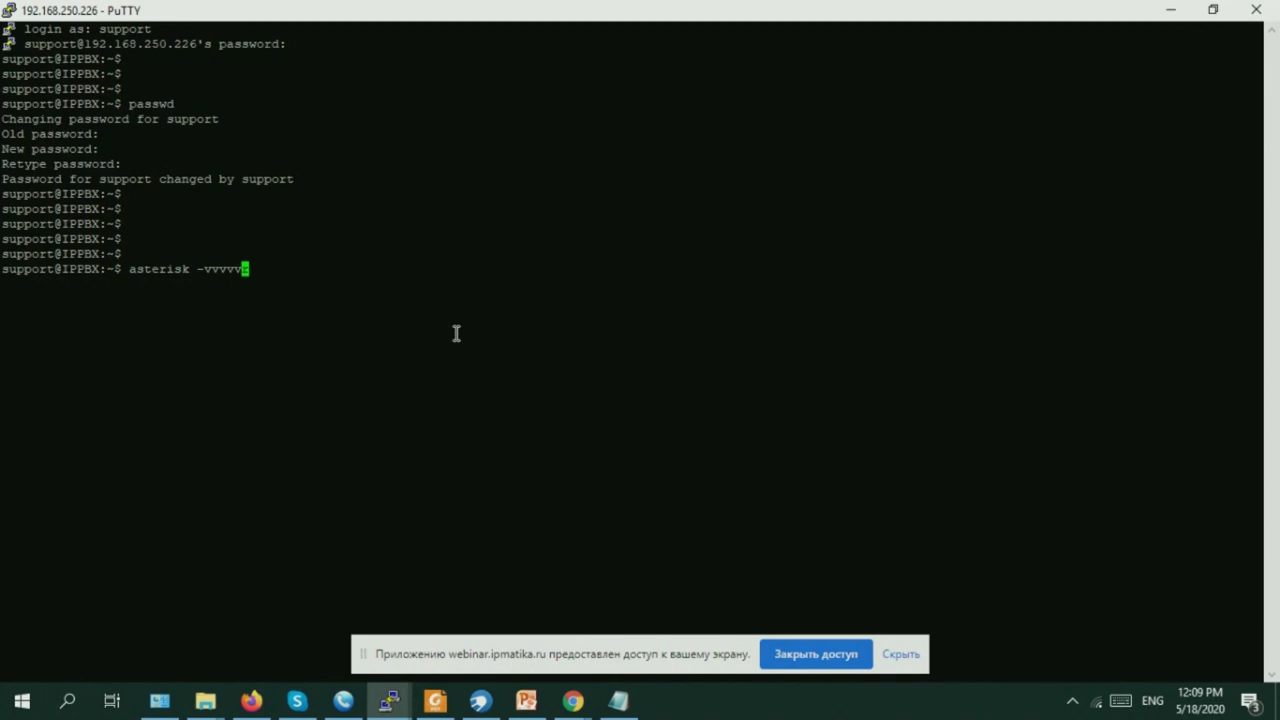 192.168.250.226 - PuTTY
login as: support
support@192.168.250.226's password:
support@IPPBX:~$
support@IPPBX:~$
support@IPPBX:~$
support@IPPBX:~$ passwd
Changing password for support
Old password:
New password:
Retype password:
Password for support changed by support
support@IPPBX:~$
support@IPPBX:~$
support@IPPBX:~$
support@IPPBX:~$
support@IPPBX:~$
support@IPPBX:~$ asterisk -vvvvvr
Приложению webinar.ipmatika.ru предоставлен доступ к вашему экрану.
Закрыть доступ
Скрыть
ENG
12:09 PM
5/18/2020
3